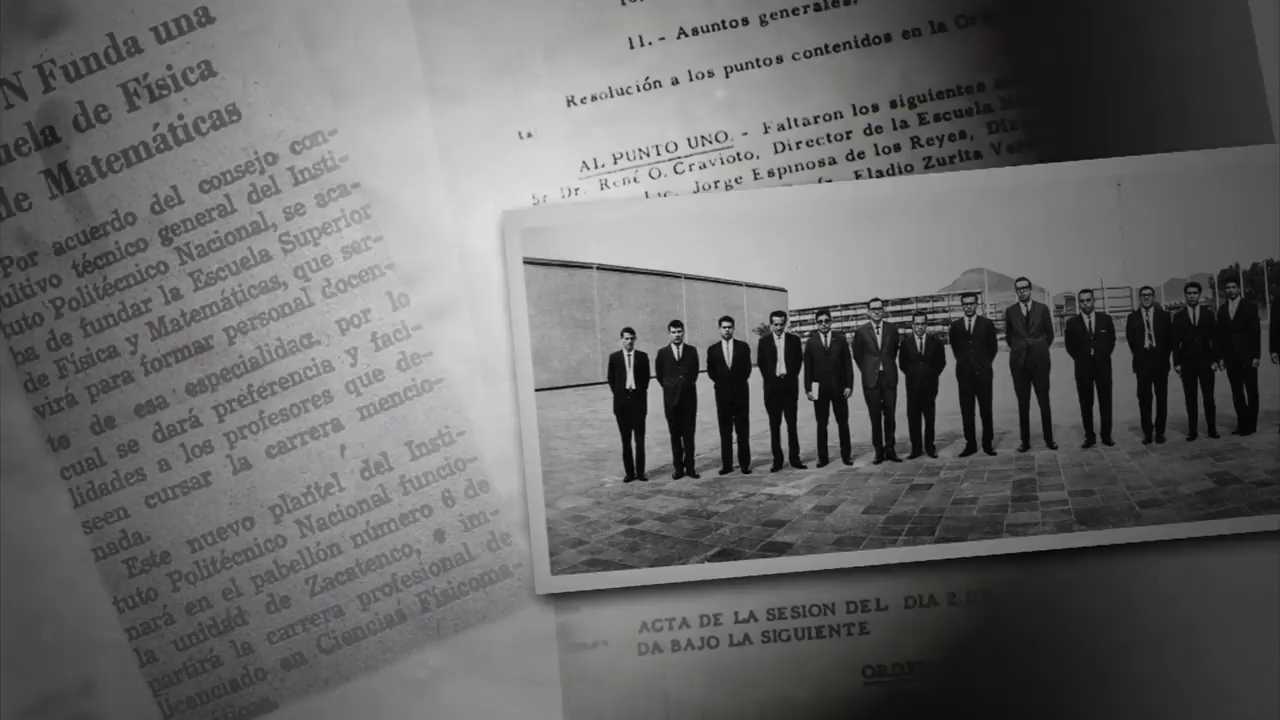 N Funda una
uela de Física
de Matemáticas
Por acuerdo del consejo con-
ultivo técnico general del Insti-
tuto Politécnico Nacional, se aca-
ba de fundar la Escuela Superior
de Física y Matemáticas, que ser-
virá para formar personal docen-
te de esa especialidad, por lo
cual se dará preferencia y faci-
lidades a los profesores que de-
seen cursar la carrera mencio-
nada.
Este nuevo plantel del Insti-
tuto Politécnico Nacional funcio-
nará en el pabellón número 6 de
la unidad de Zacatenco, e im-
partirá la carrera profesional de
licenciado en Ciencias Fisicoma-
11. - Asuntos generales.
Resolución a los puntos contenidos en la
AL PUNTO UNO. - Faltaron los siguientes
Dr. René O. Cravioto, Director de la Escuela
Lic. Jorge Espinosa de los Reyes,
Eladio Zurita
ACTA DE LA SESION DEL DIA 2
DA BAJO LA SIGUIENTE